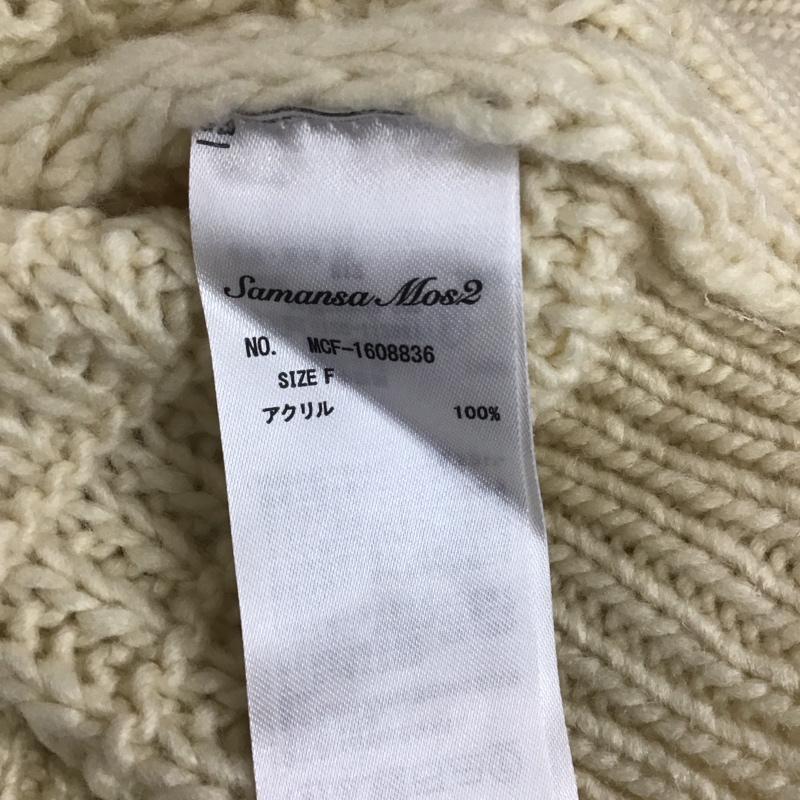 Samansa Mos2
NO. MCF-1608836
SIZE F
アクリル 100%